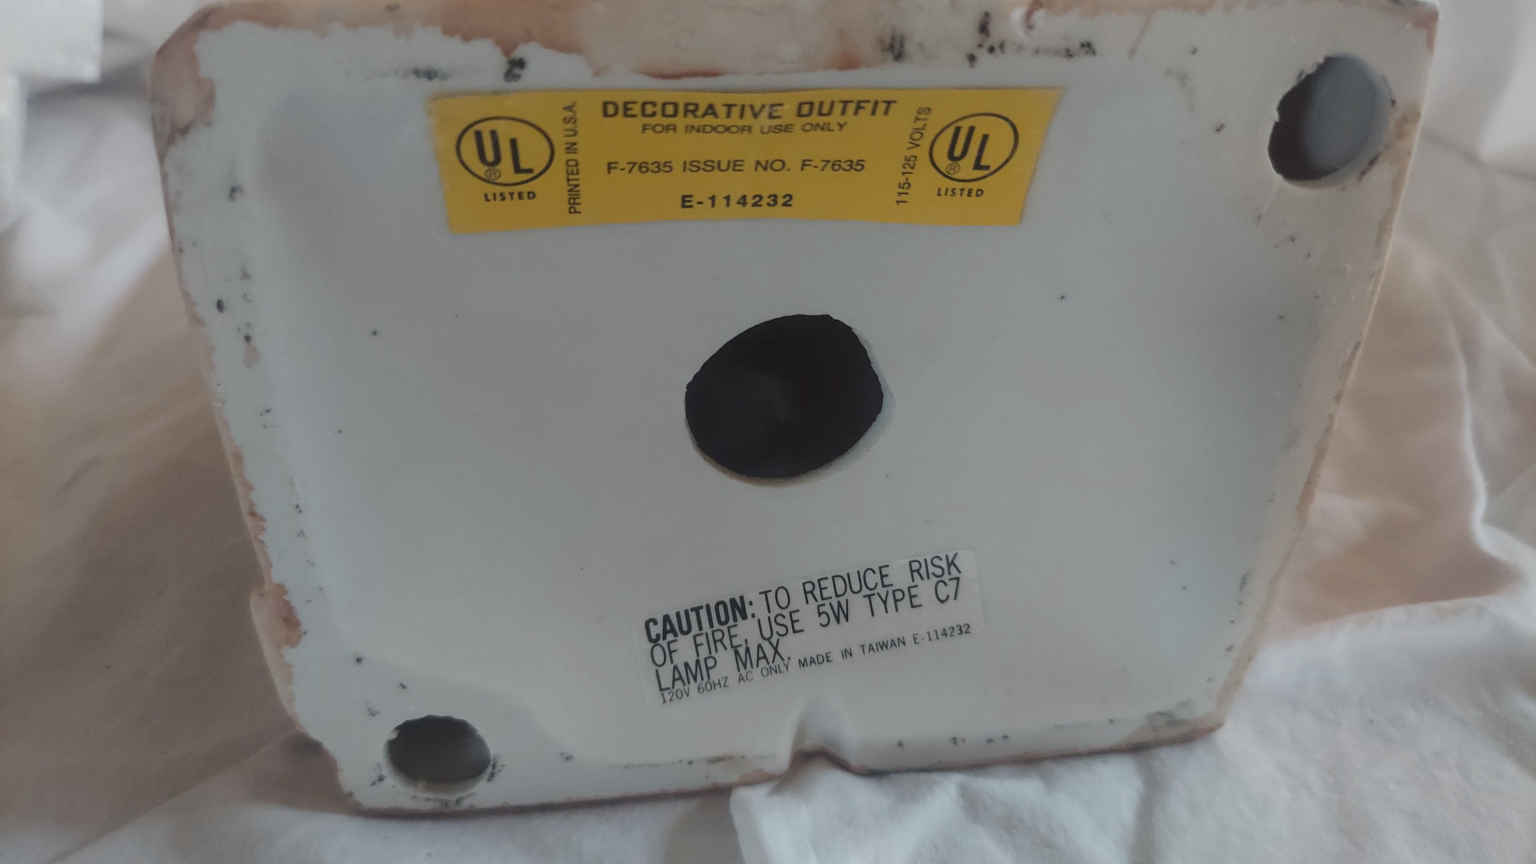 DECORATIVE OUTFIT
FOR INDOOR USE ONLY
F-7635 ISSUE NO. F-7635
E-114232
UL
®
LISTED
PRINTED IN U.S.A.
115-125 VOLTS
UL
®
LISTED
CAUTION: TO REDUCE RISK
OF FIRE, USE 5W TYPE C7
LAMP MAX.
120V 60HZ AC ONLY MADE IN TAIWAN E-114232